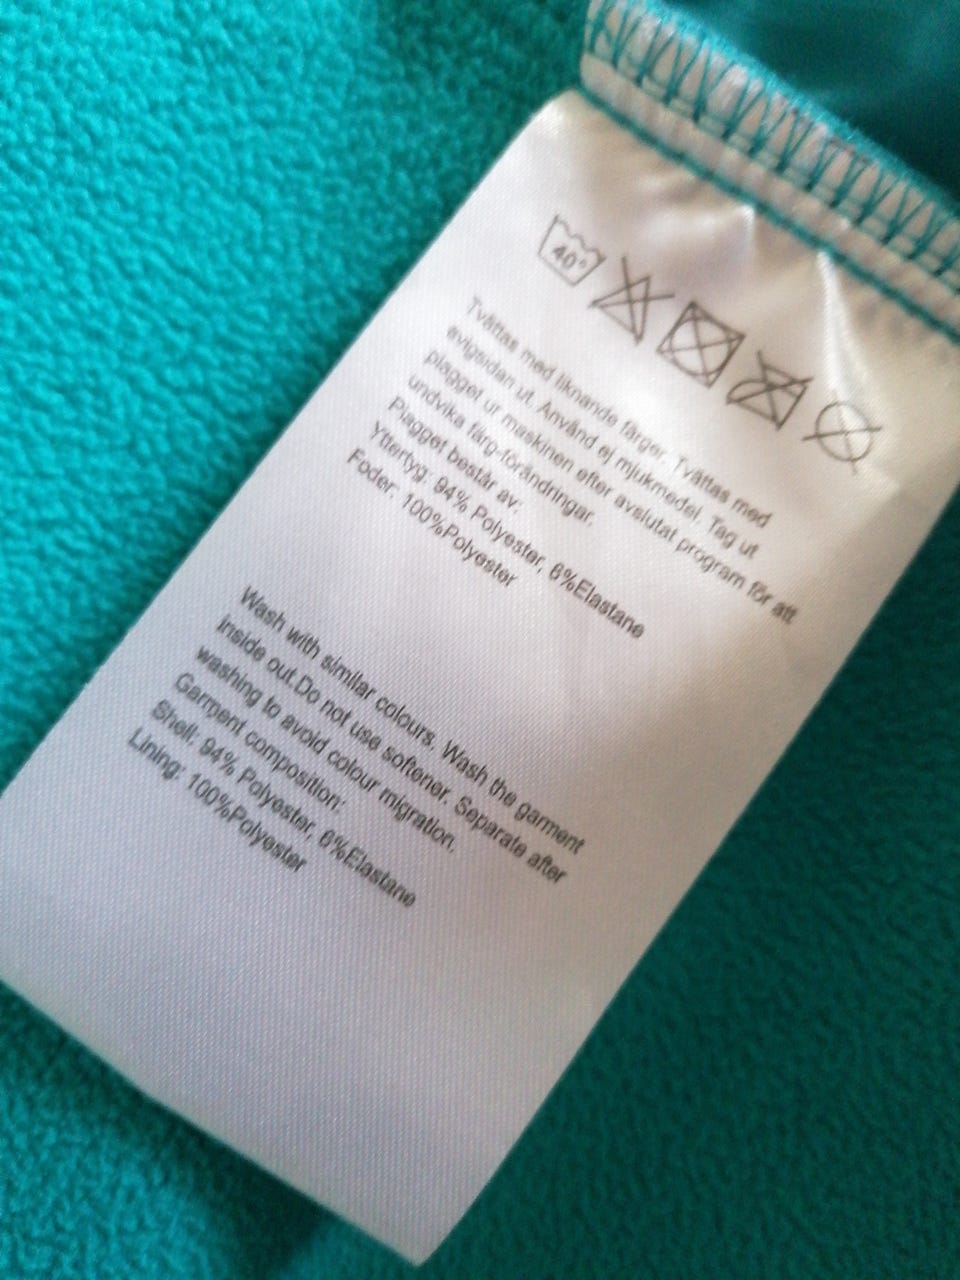 40°
Tvättas med liknande färger. Tvättas med
avigsidan ut. Använd ej mjukmedel. Tag ut
plagget ur maskinen efter avslutat program för att
undvika färg-förändringar.
Plagget består av:
Yttertyg: 94% Polyester, 6%Elastane
Foder: 100%Polyester
Wash with similar colours. Wash the garment
inside out.Do not use softener. Separate after
washing to avoid colour migration.
Garment composition:
Shell: 94% Polyester, 6%Elastane
Lining: 100%Polyester